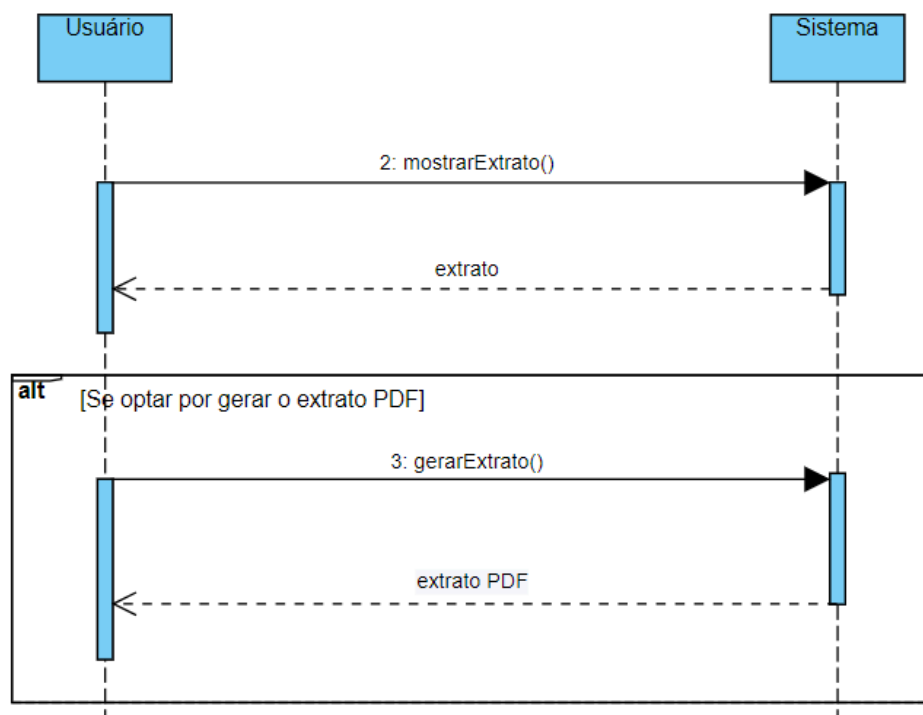 Usuário
Sistema
2: mostrarExtrato()
extrato
alt
[Se optar por gerar o extrato PDF]
3: gerarExtrato()
extrato PDF